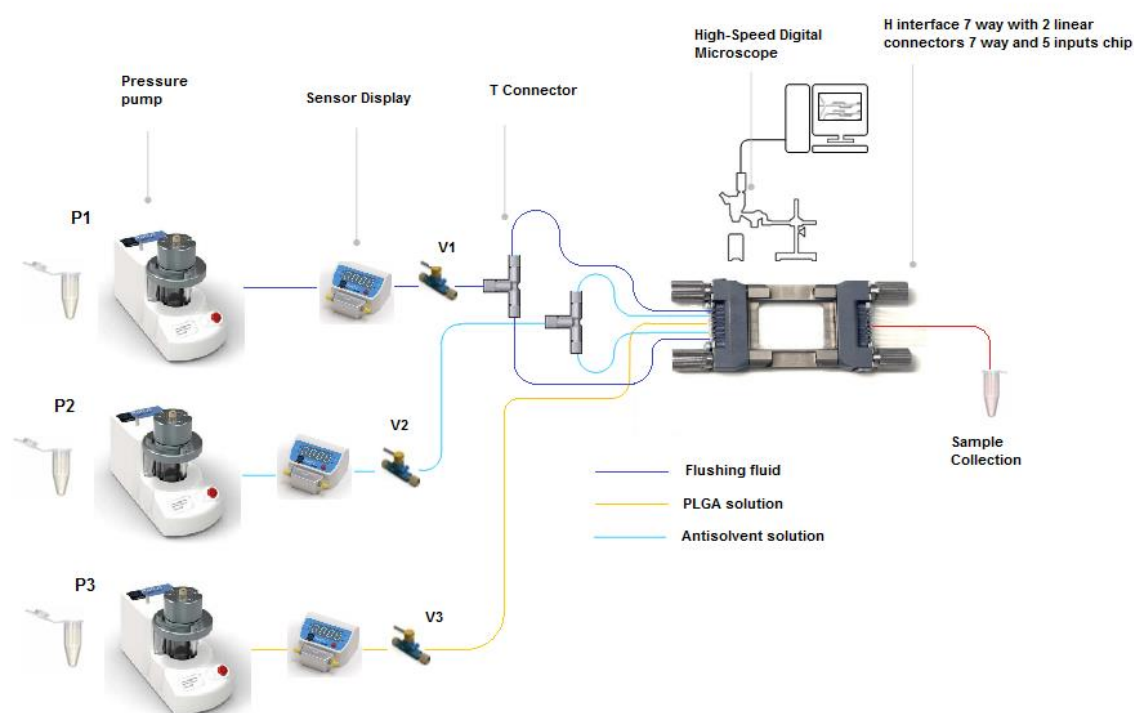 High-Speed Digital
Microscope
H interface 7 way with 2 linear
connectors 7 way and 5 inputs chip
Pressure
pump
Sensor Display
T Connector
P1
V1
P2
V2
Sample
Collection
Flushing fluid
PLGA solution
Antisolvent solution
P3
V3